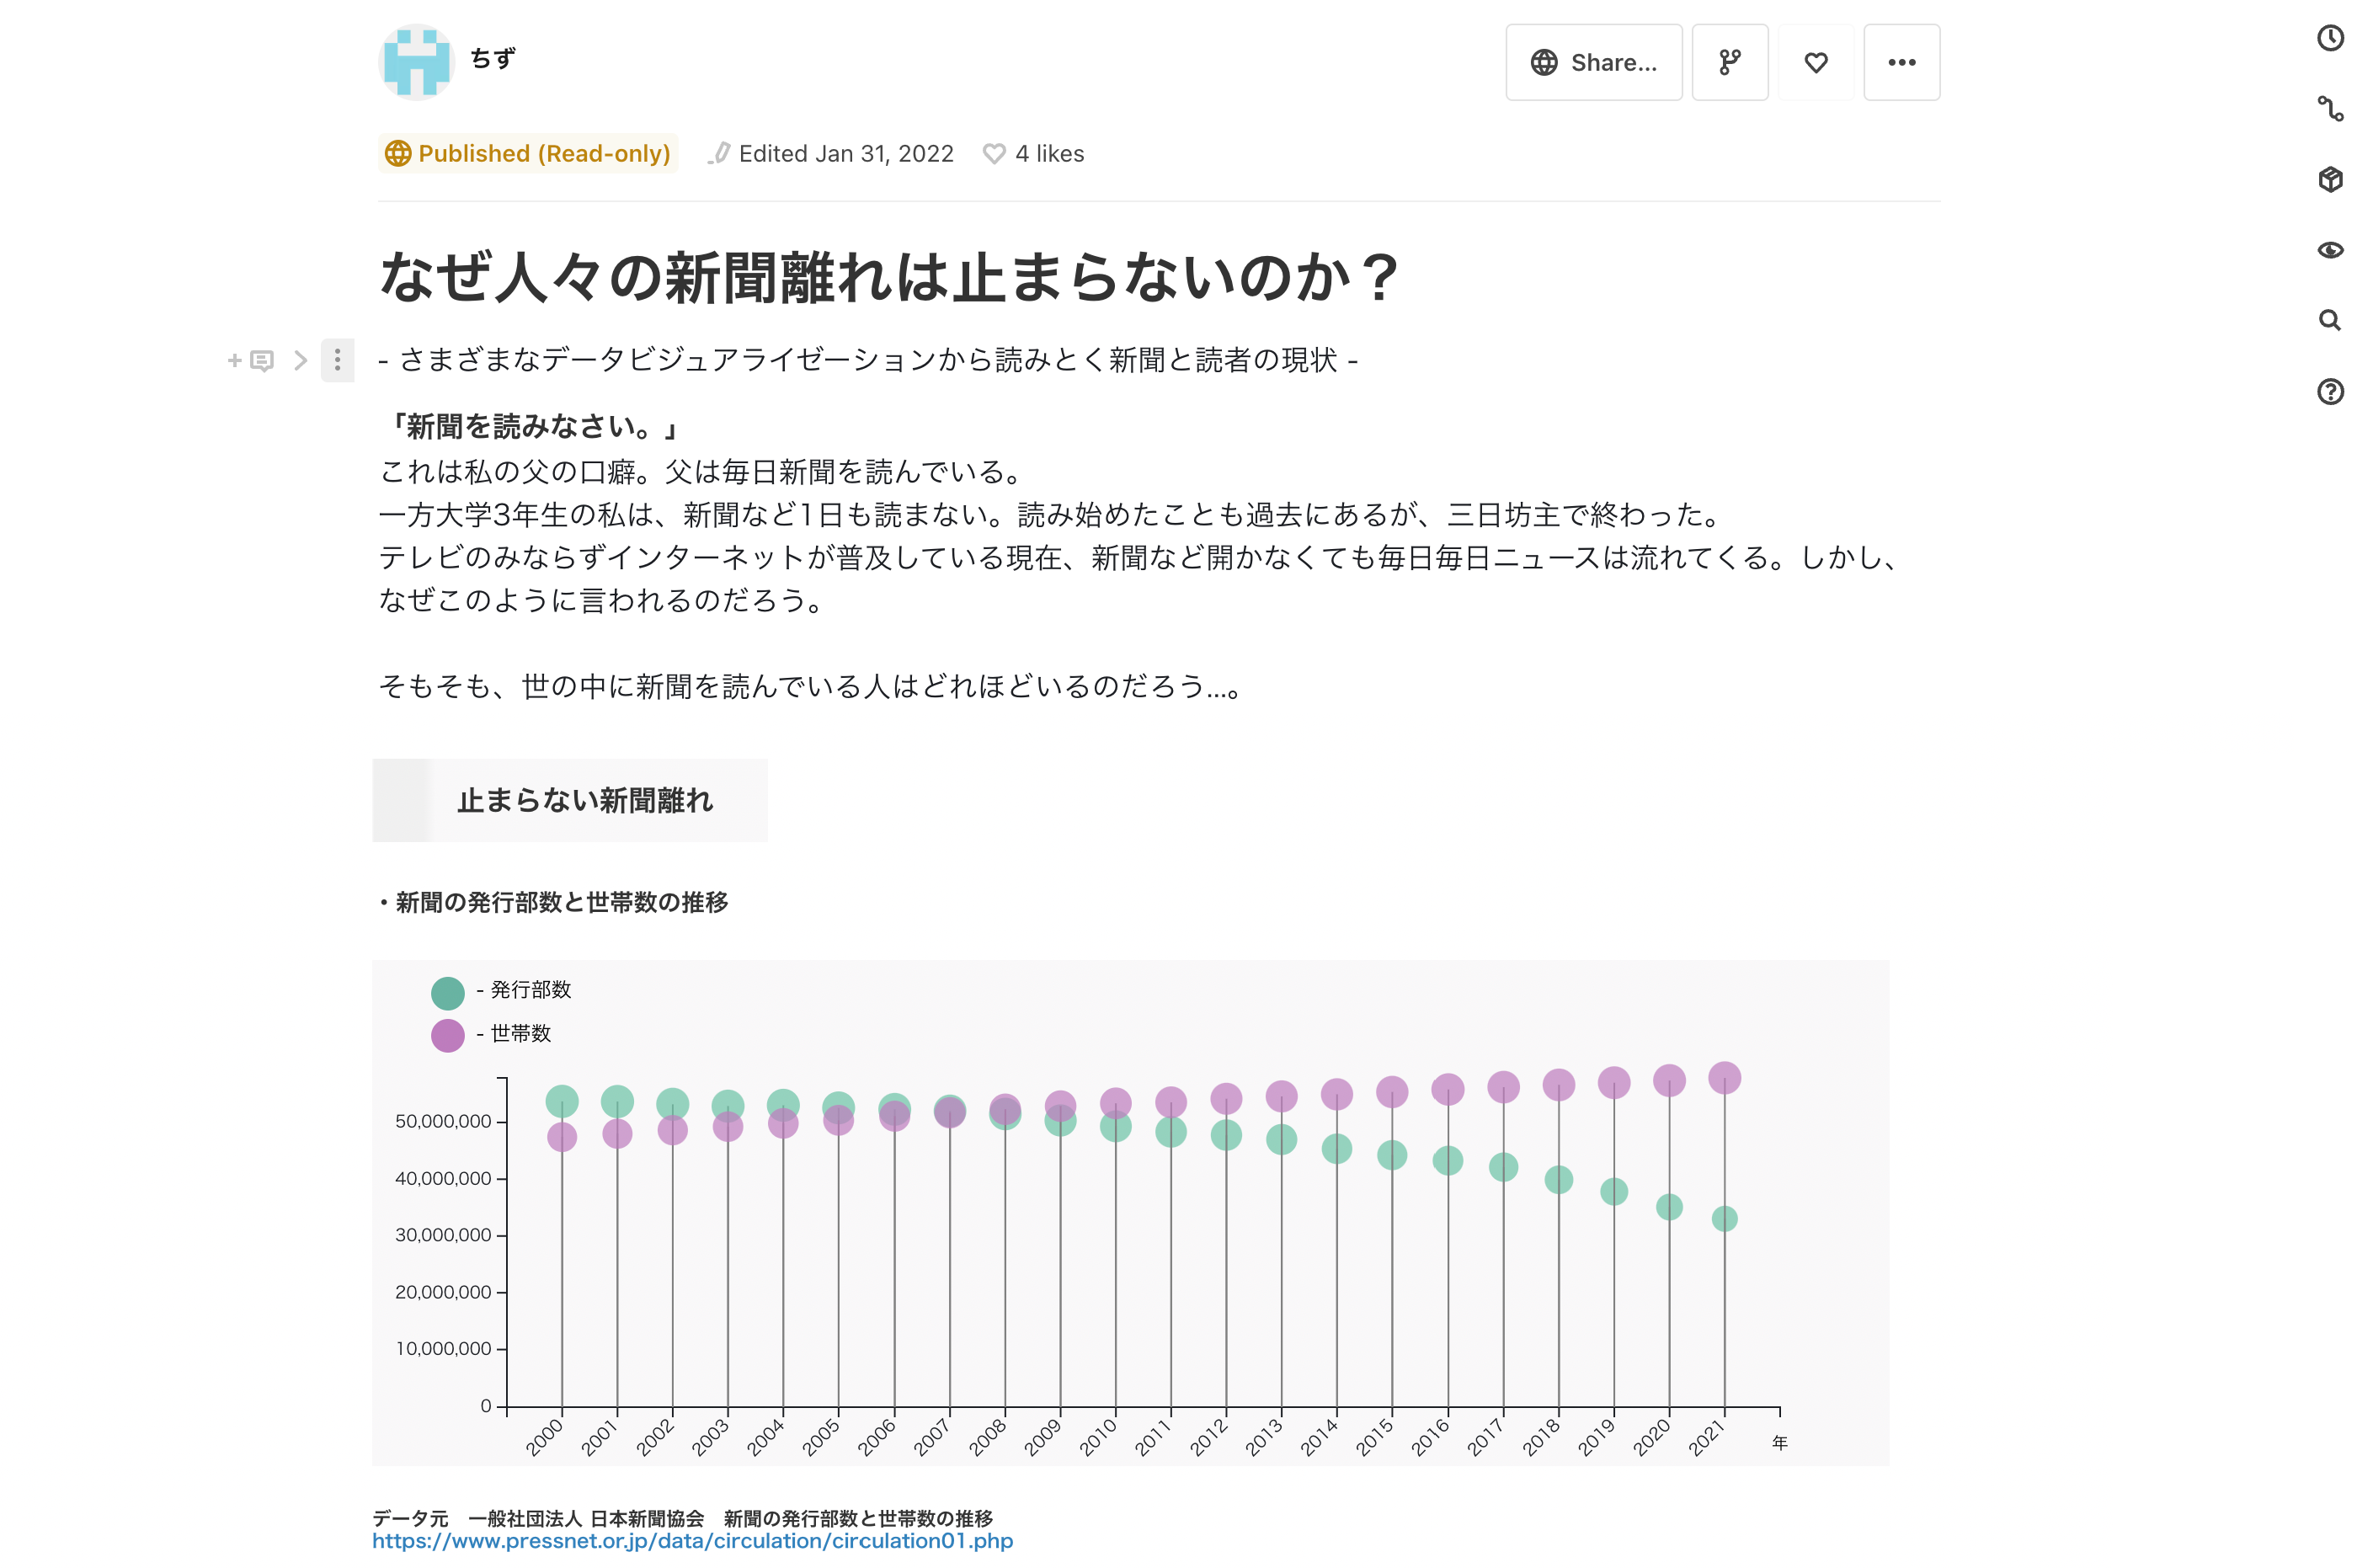 ちず
Share...
Published (Read-only)
Edited Jan 31, 2022
4 likes
なぜ人々の新聞離れは止まらないのか？
- さまざまなデータビジュアライゼーションから読みとく新聞と読者の現状 -
「新聞を読みなさい。」
これは私の父の口癖。父は毎日新聞を読んでいる。
一方大学3年生の私は、新聞など1日も読まない。読み始めたことも過去にあるが、三日坊主で終わった。
テレビのみならずインターネットが普及している現在、新聞など開かなくても毎日毎日ニュースは流れてくる。しかし、
なぜこのように言われるのだろう。
そもそも、世の中に新聞を読んでいる人はどれほどいるのだろう...。
止まらない新聞離れ
・新聞の発行部数と世帯数の推移
- 発行部数
- 世帯数
50,000,000
40,000,000
30,000,000
20,000,000
10,000,000
0
2000 2001 2002 2003 2004 2005 2006 2007 2008 2009 2010 2011 2012 2013 2014 2015 2016 2017 2018 2019 2020 2021 年
データ元　一般社団法人 日本新聞協会　新聞の発行部数と世帯数の推移
https://www.pressnet.or.jp/data/circulation/circulation01.php